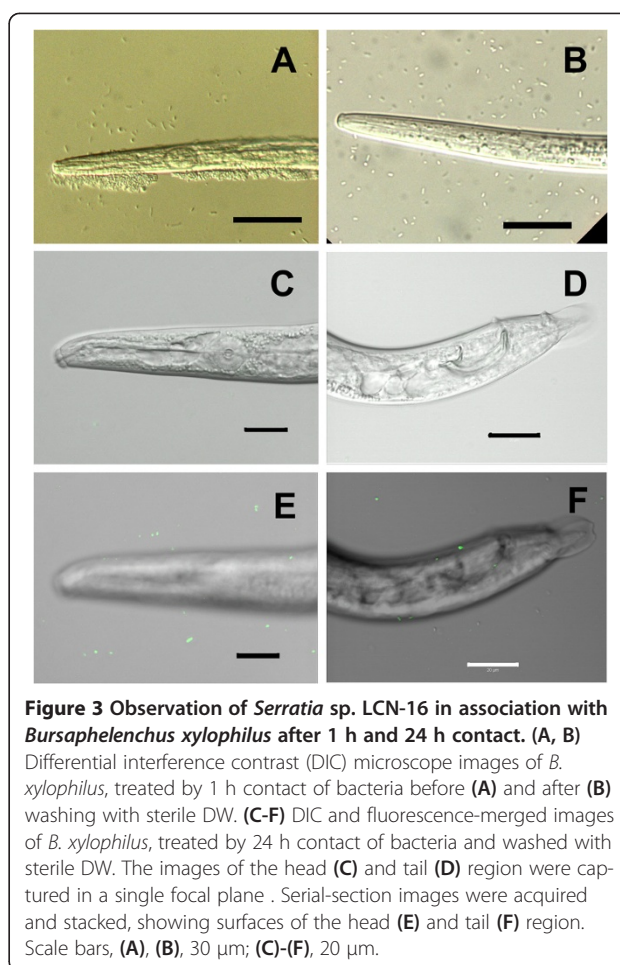 A
B
C
D
E
F
Figure 3 Observation of Serratia sp. LCN-16 in association with
Bursaphelenchus xylophilus after 1 h and 24 h contact. (A, B)
Differential interference contrast (DIC) microscope images of B.
xylophilus, treated by 1 h contact of bacteria before (A) and after (B)
washing with sterile DW. (C-F) DIC and fluorescence-merged images
of B. xylophilus, treated by 24 h contact of bacteria and washed with
sterile DW. The images of the head (C) and tail (D) region were cap-
tured in a single focal plane . Serial-section images were acquired
and stacked, showing surfaces of the head (E) and tail (F) region.
Scale bars, (A), (B), 30 μm; (C)-(F), 20 μm.